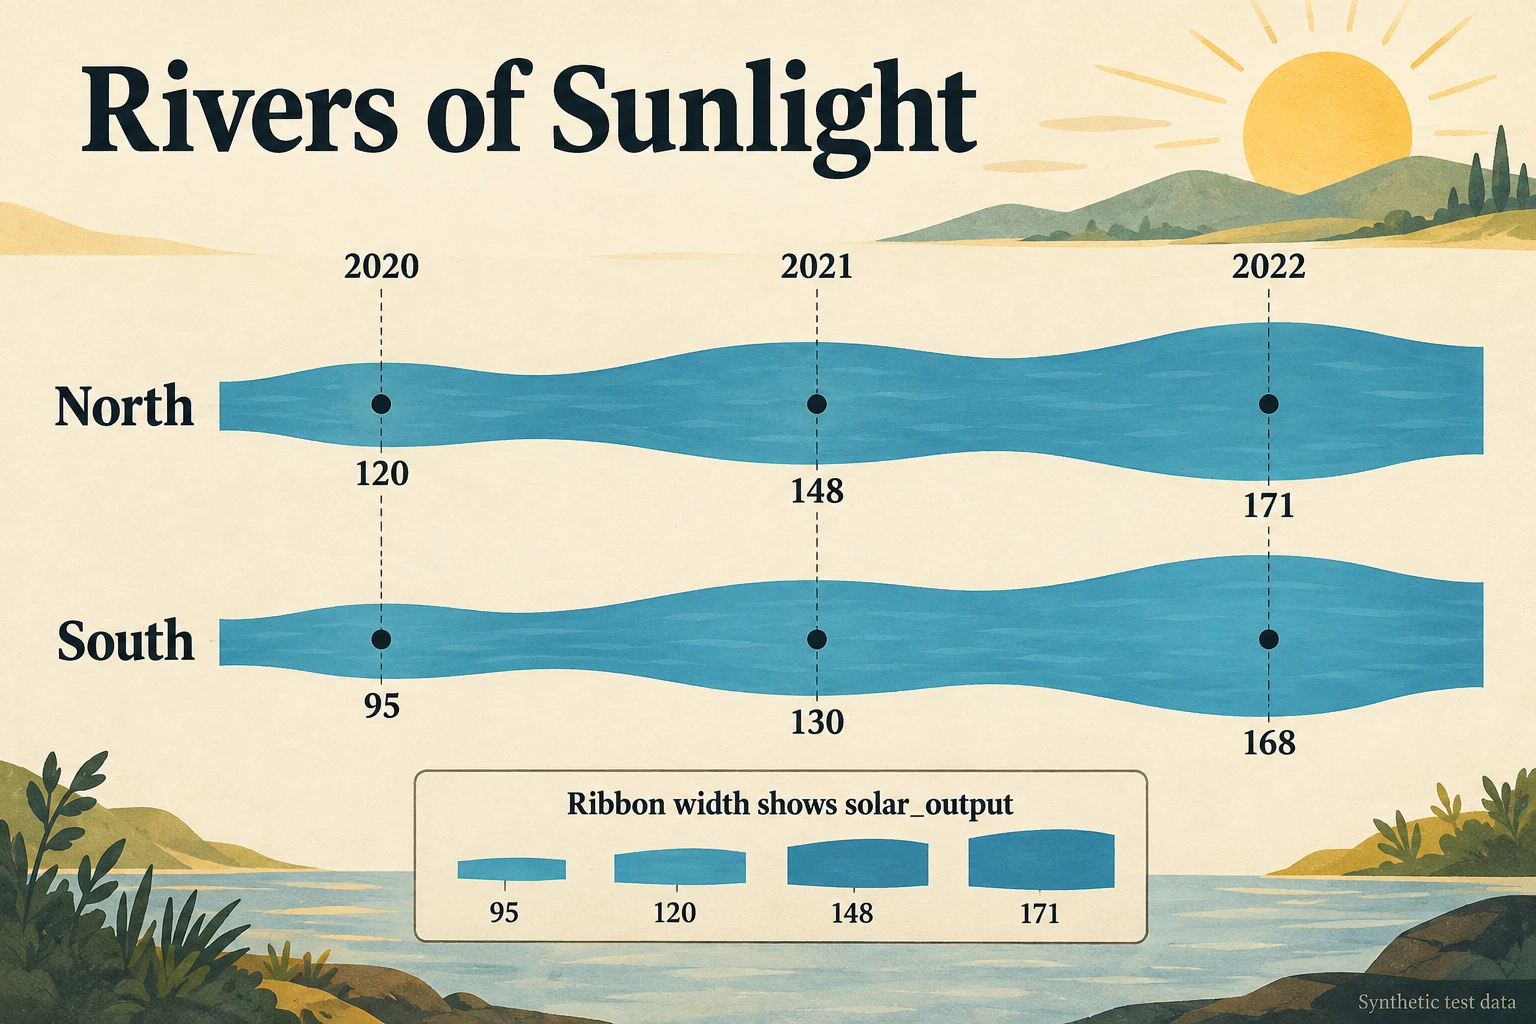 Rivers of Sunlight
2020 2021 2022
North
120 148 171
South
95 130 168
Ribbon width shows solar_output
95 120 148 171
Synthetic test data